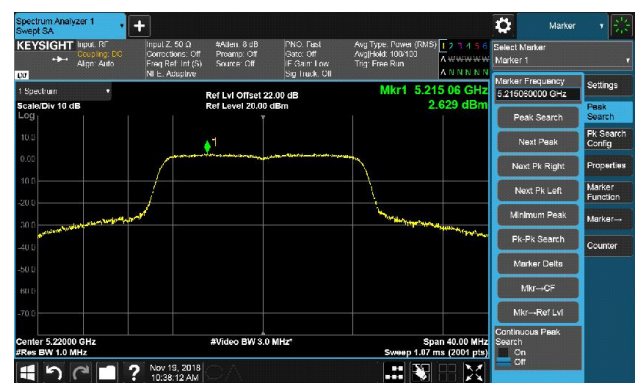 Spectrum Analyzer 1
Swept SA
Marker
KEYSIGHT
Input: RF
Coupling: DC
Align: Auto
Input Z: 50 Ω
Corrections: Off
Freq Ref: Int (S)
NFE: Adaptive
#Atten: 8 dB
Preamp: Off
Source: Off
PNO: Fast
Gate: Off
IF Gain: Low
Sig Track: Off
Avg Type: Power (RMS)
Avg|Hold: 100/100
Trig: Free Run
1 2 3 4 5 6
A W W W W W
A N N N N N
Select Marker
Marker 1
1 Spectrum
Scale/Div 10 dB
Log
Ref Lvl Offset 22.00 dB
Ref Level 20.00 dBm
Mkr1 5.215 06 GHz
2.629 dBm
Marker Frequency
5.215060000 GHz
Settings
Peak Search
Peak
Search
Next Peak
Pk Search
Config
Next Pk Right
Properties
Next Pk Left
Marker
Function
Minimum Peak
Marker→
Pk-Pk Search
Counter
Marker Delta
Mkr→CF
Mkr→Ref Lvl
Continuous Peak
Search
On
Off
10.0
0.00
-10.0
-20.0
-30.0
-40.0
-50.0
-60.0
-70.0
1
Center 5.22000 GHz
#Res BW 1.0 MHz
#Video BW 3.0 MHz*
Span 40.00 MHz
Sweep 1.07 ms (2001 pts)
?
Nov 19, 2018
10:38:12 AM